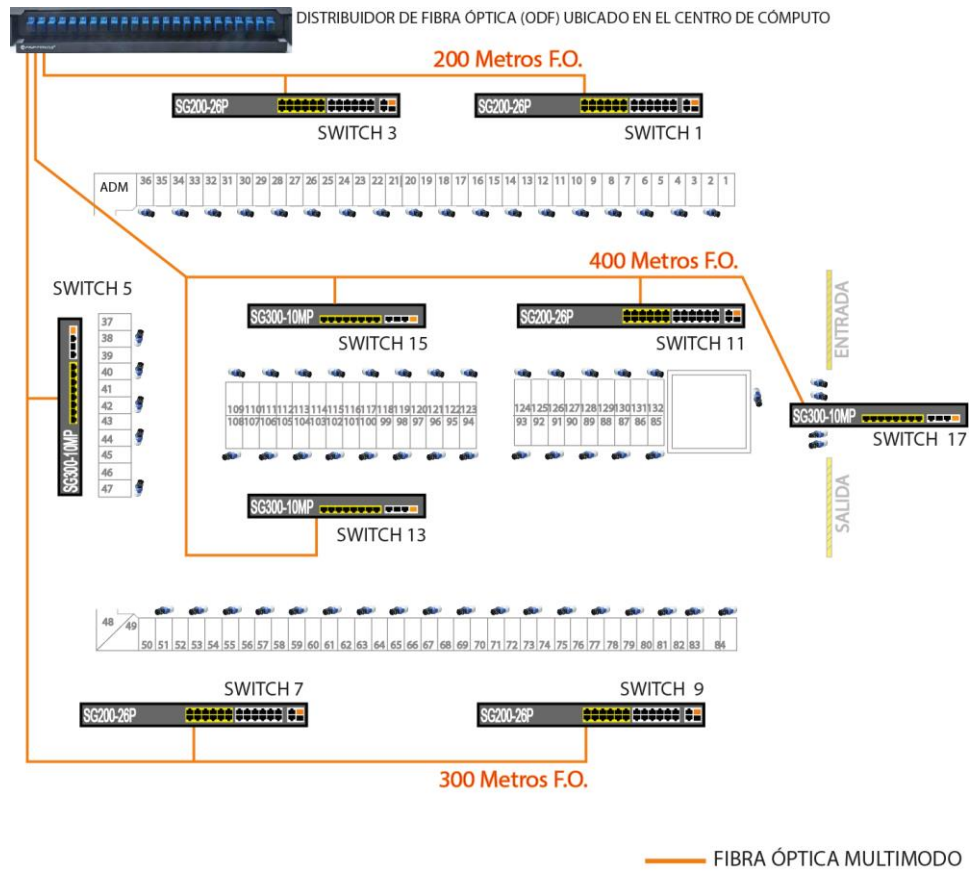 DISTRIBUIDOR DE FIBRA ÓPTICA (ODF) UBICADO EN EL CENTRO DE CÓMPUTO
200 Metros F.O.
SG200-26P
SG200-26P
SWITCH 3
SWITCH 1
ADM
36 35 34 33 32 31 30 29 28 27 26 25 24 23 22 21 20 19 18 17 16 15 14 13 12 11 10 9 8 7 6 5 4 3 2 1
400 Metros F.O.
SWITCH 5
SG300-10MP
SWITCH 15
SG200-26P
SWITCH 11
ENTRADA
37
38
39
40
41
42
43
44
45
46
47
SG300-10MP
109 110 111 112 113 114 115 116 117 118 119 120 121 122 123
108 107 106 105 104 103 102 101 100 99 98 97 96 95 94
124 125 126 127 128 129 130 131 132
93 92 91 90 89 88 87 86 85
SG300-10MP
SWITCH 17
SALIDA
SG300-10MP
SWITCH 13
48
49
50 51 52 53 54 55 56 57 58 59 60 61 62 63 64 65 66 67 68 69 70 71 72 73 74 75 76 77 78 79 80 81 82 83 84
SWITCH 7
SWITCH 9
SG200-26P
SG200-26P
300 Metros F.O.
FIBRA ÓPTICA MULTIMODO